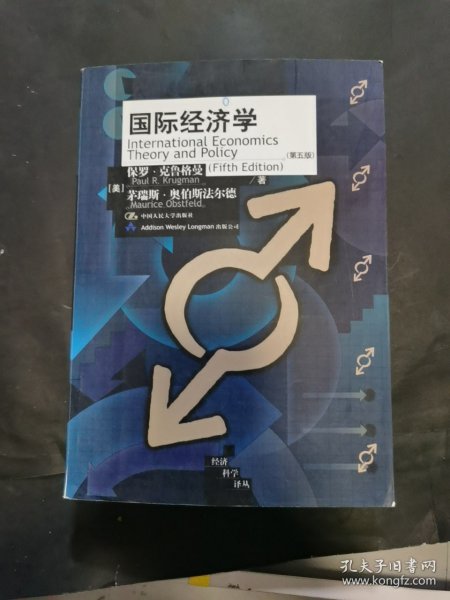 国际经济学
International Economics
Theory and Policy
(第五版)
(Fifth Edition)
保罗·克鲁格曼
Paul R. Krugman
[美]
/著
茅瑞斯·奥伯斯法尔德
Maurice Obstfeld
中国人民大学出版社
Addison Wesley Longman 出版公司
经济
科学
译丛
孔夫子旧书网
www.kongfz.com